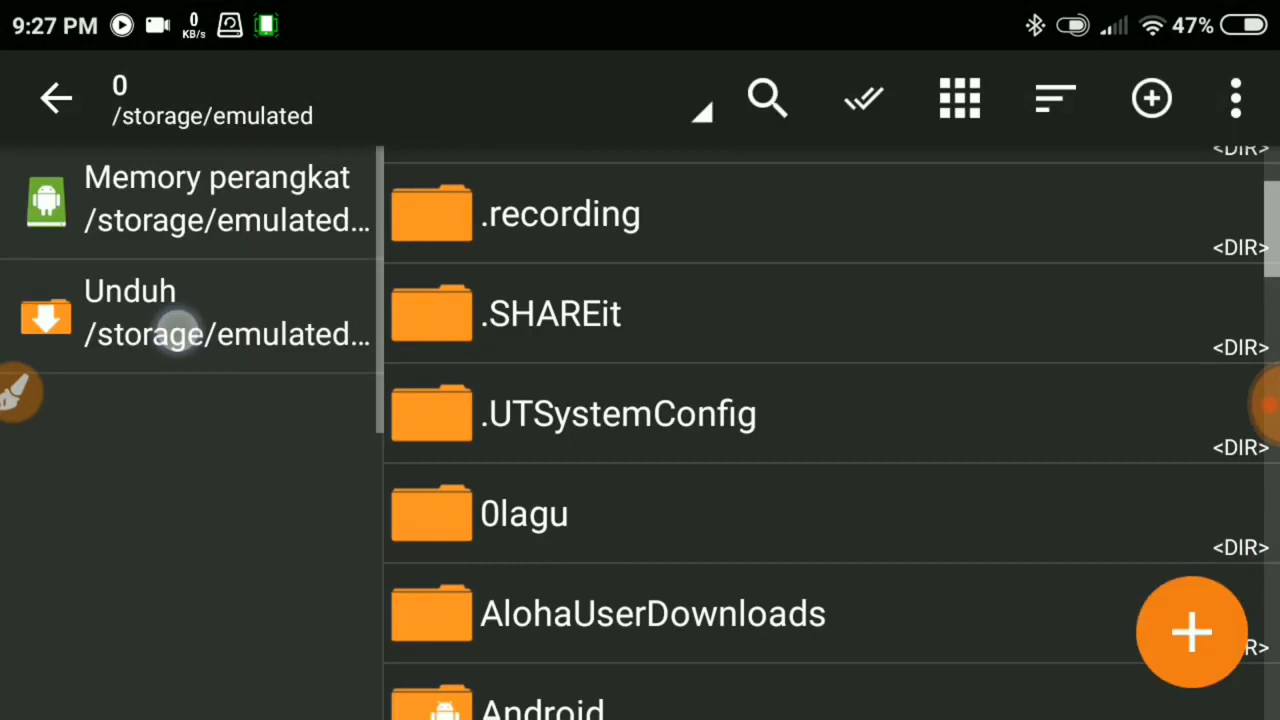 9:27 PM
0
KB/s
47%
0
/storage/emulated
Memory perangkat
/storage/emulated...
Unduh
/storage/emulated...
<DIR>
.recording
<DIR>
.SHAREit
<DIR>
.UTSystemConfig
<DIR>
0lagu
<DIR>
AlohaUserDownloads
R>
Android